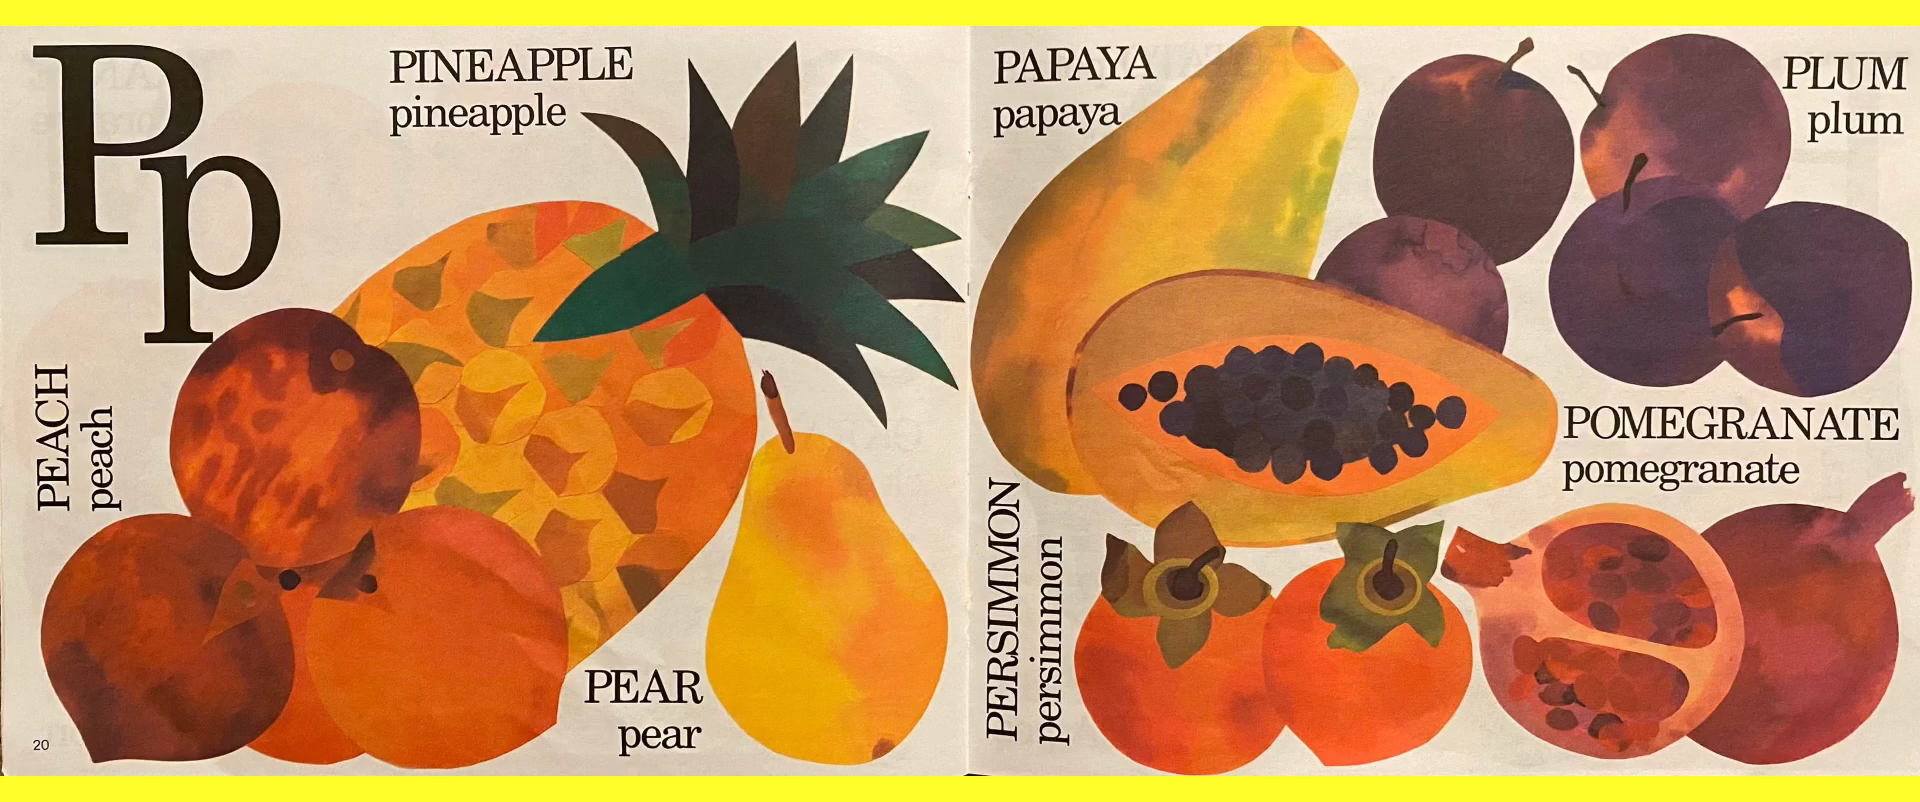 Pp
PINEAPPLE
pineapple
PEACH
peach
PEAR
pear
20
PAPAYA
papaya
PLUM
plum
POMEGRANATE
pomegranate
PERSIMMON
persimmon